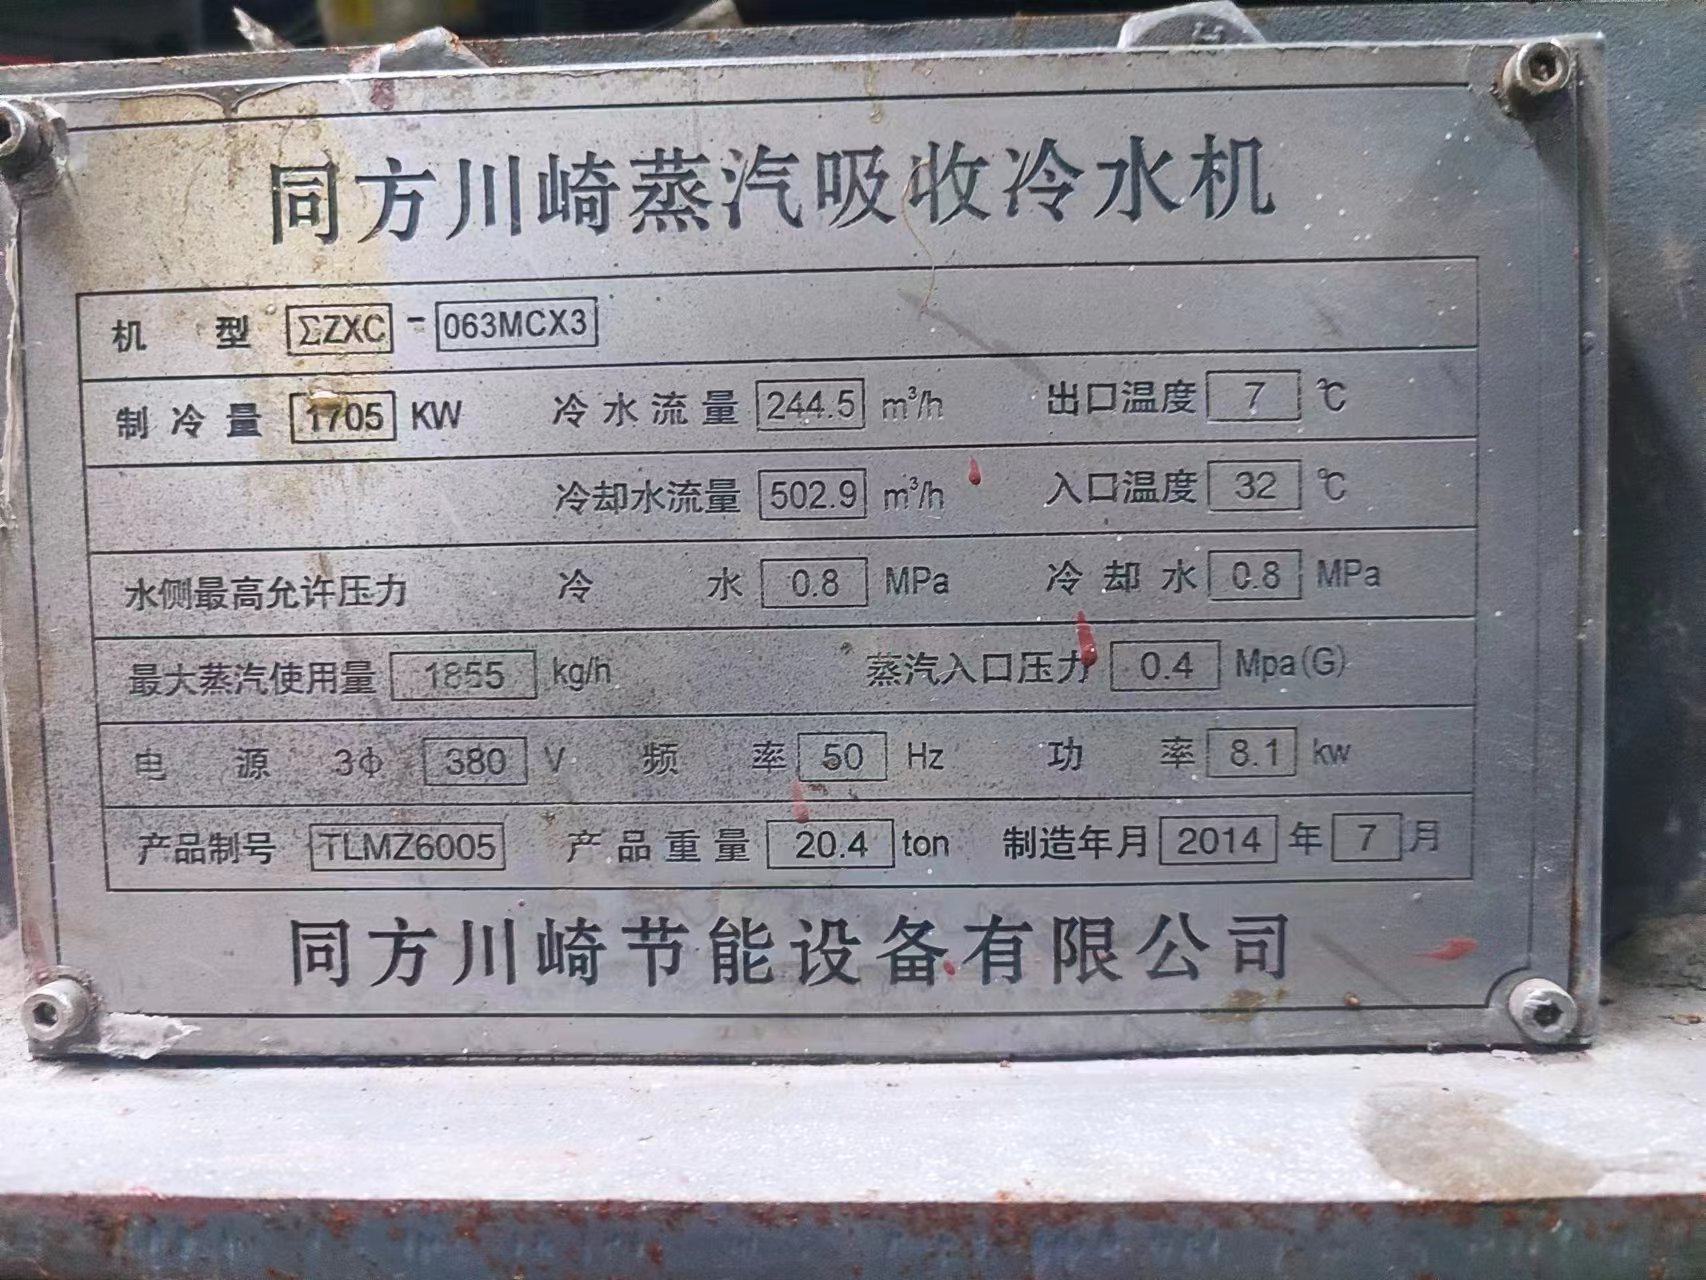 同方川崎蒸汽吸收冷水机
机型 ΣZXC - 063MCX3
制冷量 1705 KW 冷水流量 244.5 m³/h 出口温度 7 ℃
冷却水流量 502.9 m³/h 入口温度 32 ℃
水侧最高允许压力 冷水 0.8 MPa 冷却水 0.8 MPa
最大蒸汽使用量 1855 kg/h 蒸汽入口压力 0.4 Mpa(G)
电源 3φ 380 V 频率 50 Hz 功率 8.1 kw
产品制号 TLMZ6005 产品重量 20.4 ton 制造年月 2014 年 7 月
同方川崎节能设备有限公司